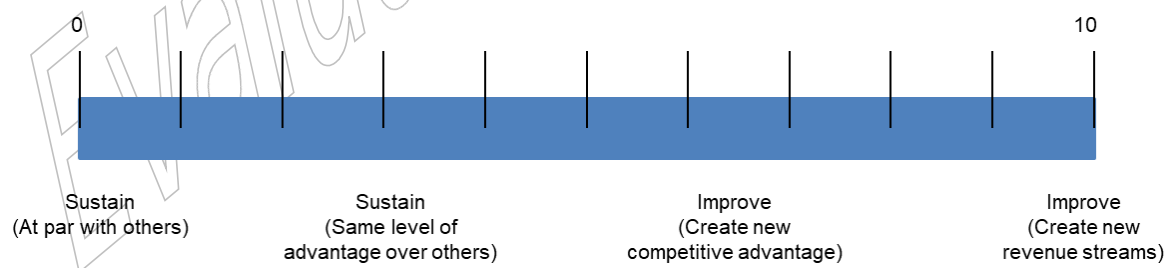 0
10
Sustain
(At par with others)
Sustain
(Same level of
advantage over others)
Improve
(Create new
competitive advantage)
Improve
(Create new
revenue streams)